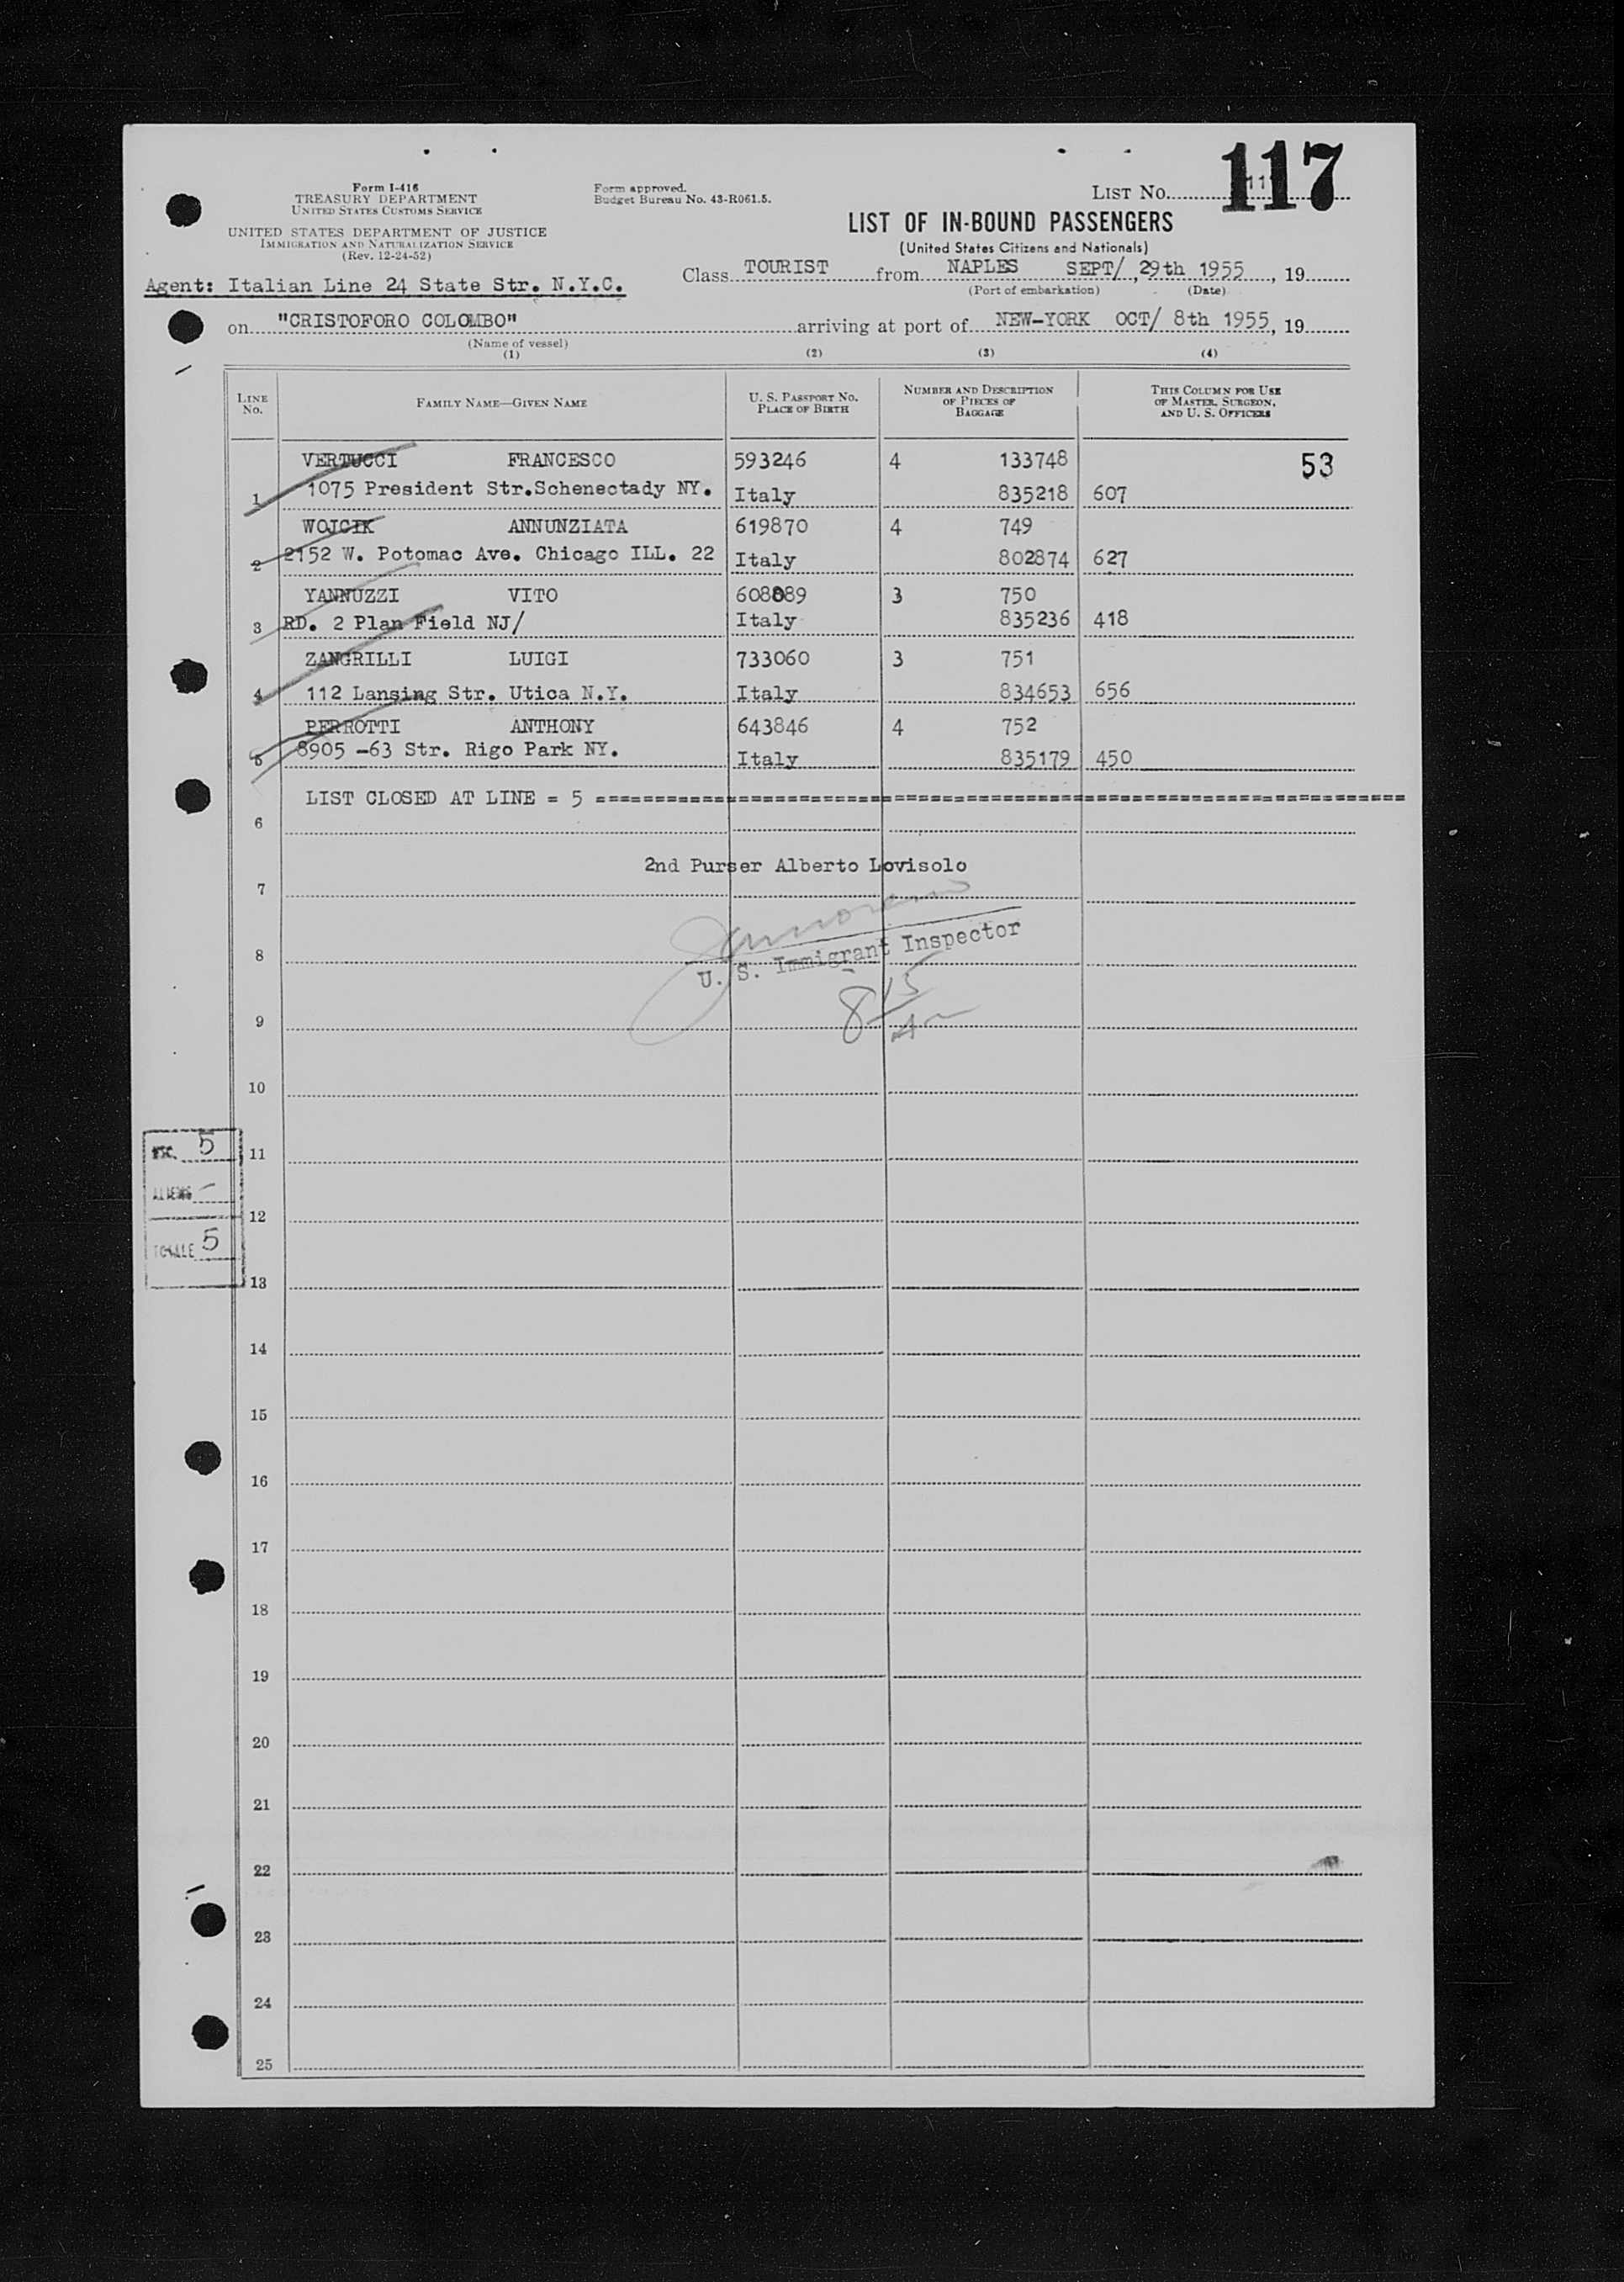 117
Form I-416
TREASURY DEPARTMENT
UNITED STATES CUSTOMS SERVICE
UNITED STATES DEPARTMENT OF JUSTICE
IMMIGRATION AND NATURALIZATION SERVICE
(Rev. 12-24-52)
Form approved.
Budget Bureau No. 43-R061.5.
LIST NO.
LIST OF IN-BOUND PASSENGERS
(United States Citizens and Nationals)
Agent: Italian Line 24 State Str. N.Y.C.
Class TOURIST from NAPLES SEPT/, 29th 1955, 19
(Port of embarkation) (Date)
on "CRISTOFORO COLOMBO" arriving at port of NEW-YORK OCT/ 8th 1955, 19
(Name of vessel)
(1) (2) (3) (4)
LINE No.
FAMILY NAME—GIVEN NAME
U. S. PASSPORT NO.
PLACE OF BIRTH
NUMBER AND DESCRIPTION
OF PIECES OF
BAGGAGE
THIS COLUMN FOR USE
OF MASTER, SURGEON,
AND U. S. OFFICERS
VERTUCCI FRANCESCO 593246 4 133748 53
1 1075 President Str.Schenectady NY. Italy 835218 607
WOJCIK ANNUNZIATA 619870 4 749
2 2152 W. Potomac Ave. Chicago ILL. 22 Italy 802874 627
YANNUZZI VITO 608889 3 750
3 RD. 2 Plan Field NJ/ Italy 835236 418
ZANGRILLI LUIGI 733060 3 751
4 112 Lansing Str. Utica N.Y. Italy 834653 656
PERROTTI ANTHONY 643846 4 752
5 8905 -63 Str. Rigo Park NY. Italy 835179 450
LIST CLOSED AT LINE = 5 ==========
6
2nd Purser Alberto Lovisolo
7
8 U. S. Immigrant Inspector
8 15
9
10
5
11
ALIENS -
12
TOTALE 5
13
14
15
16
17
18
19
20
21
22
23
24
25